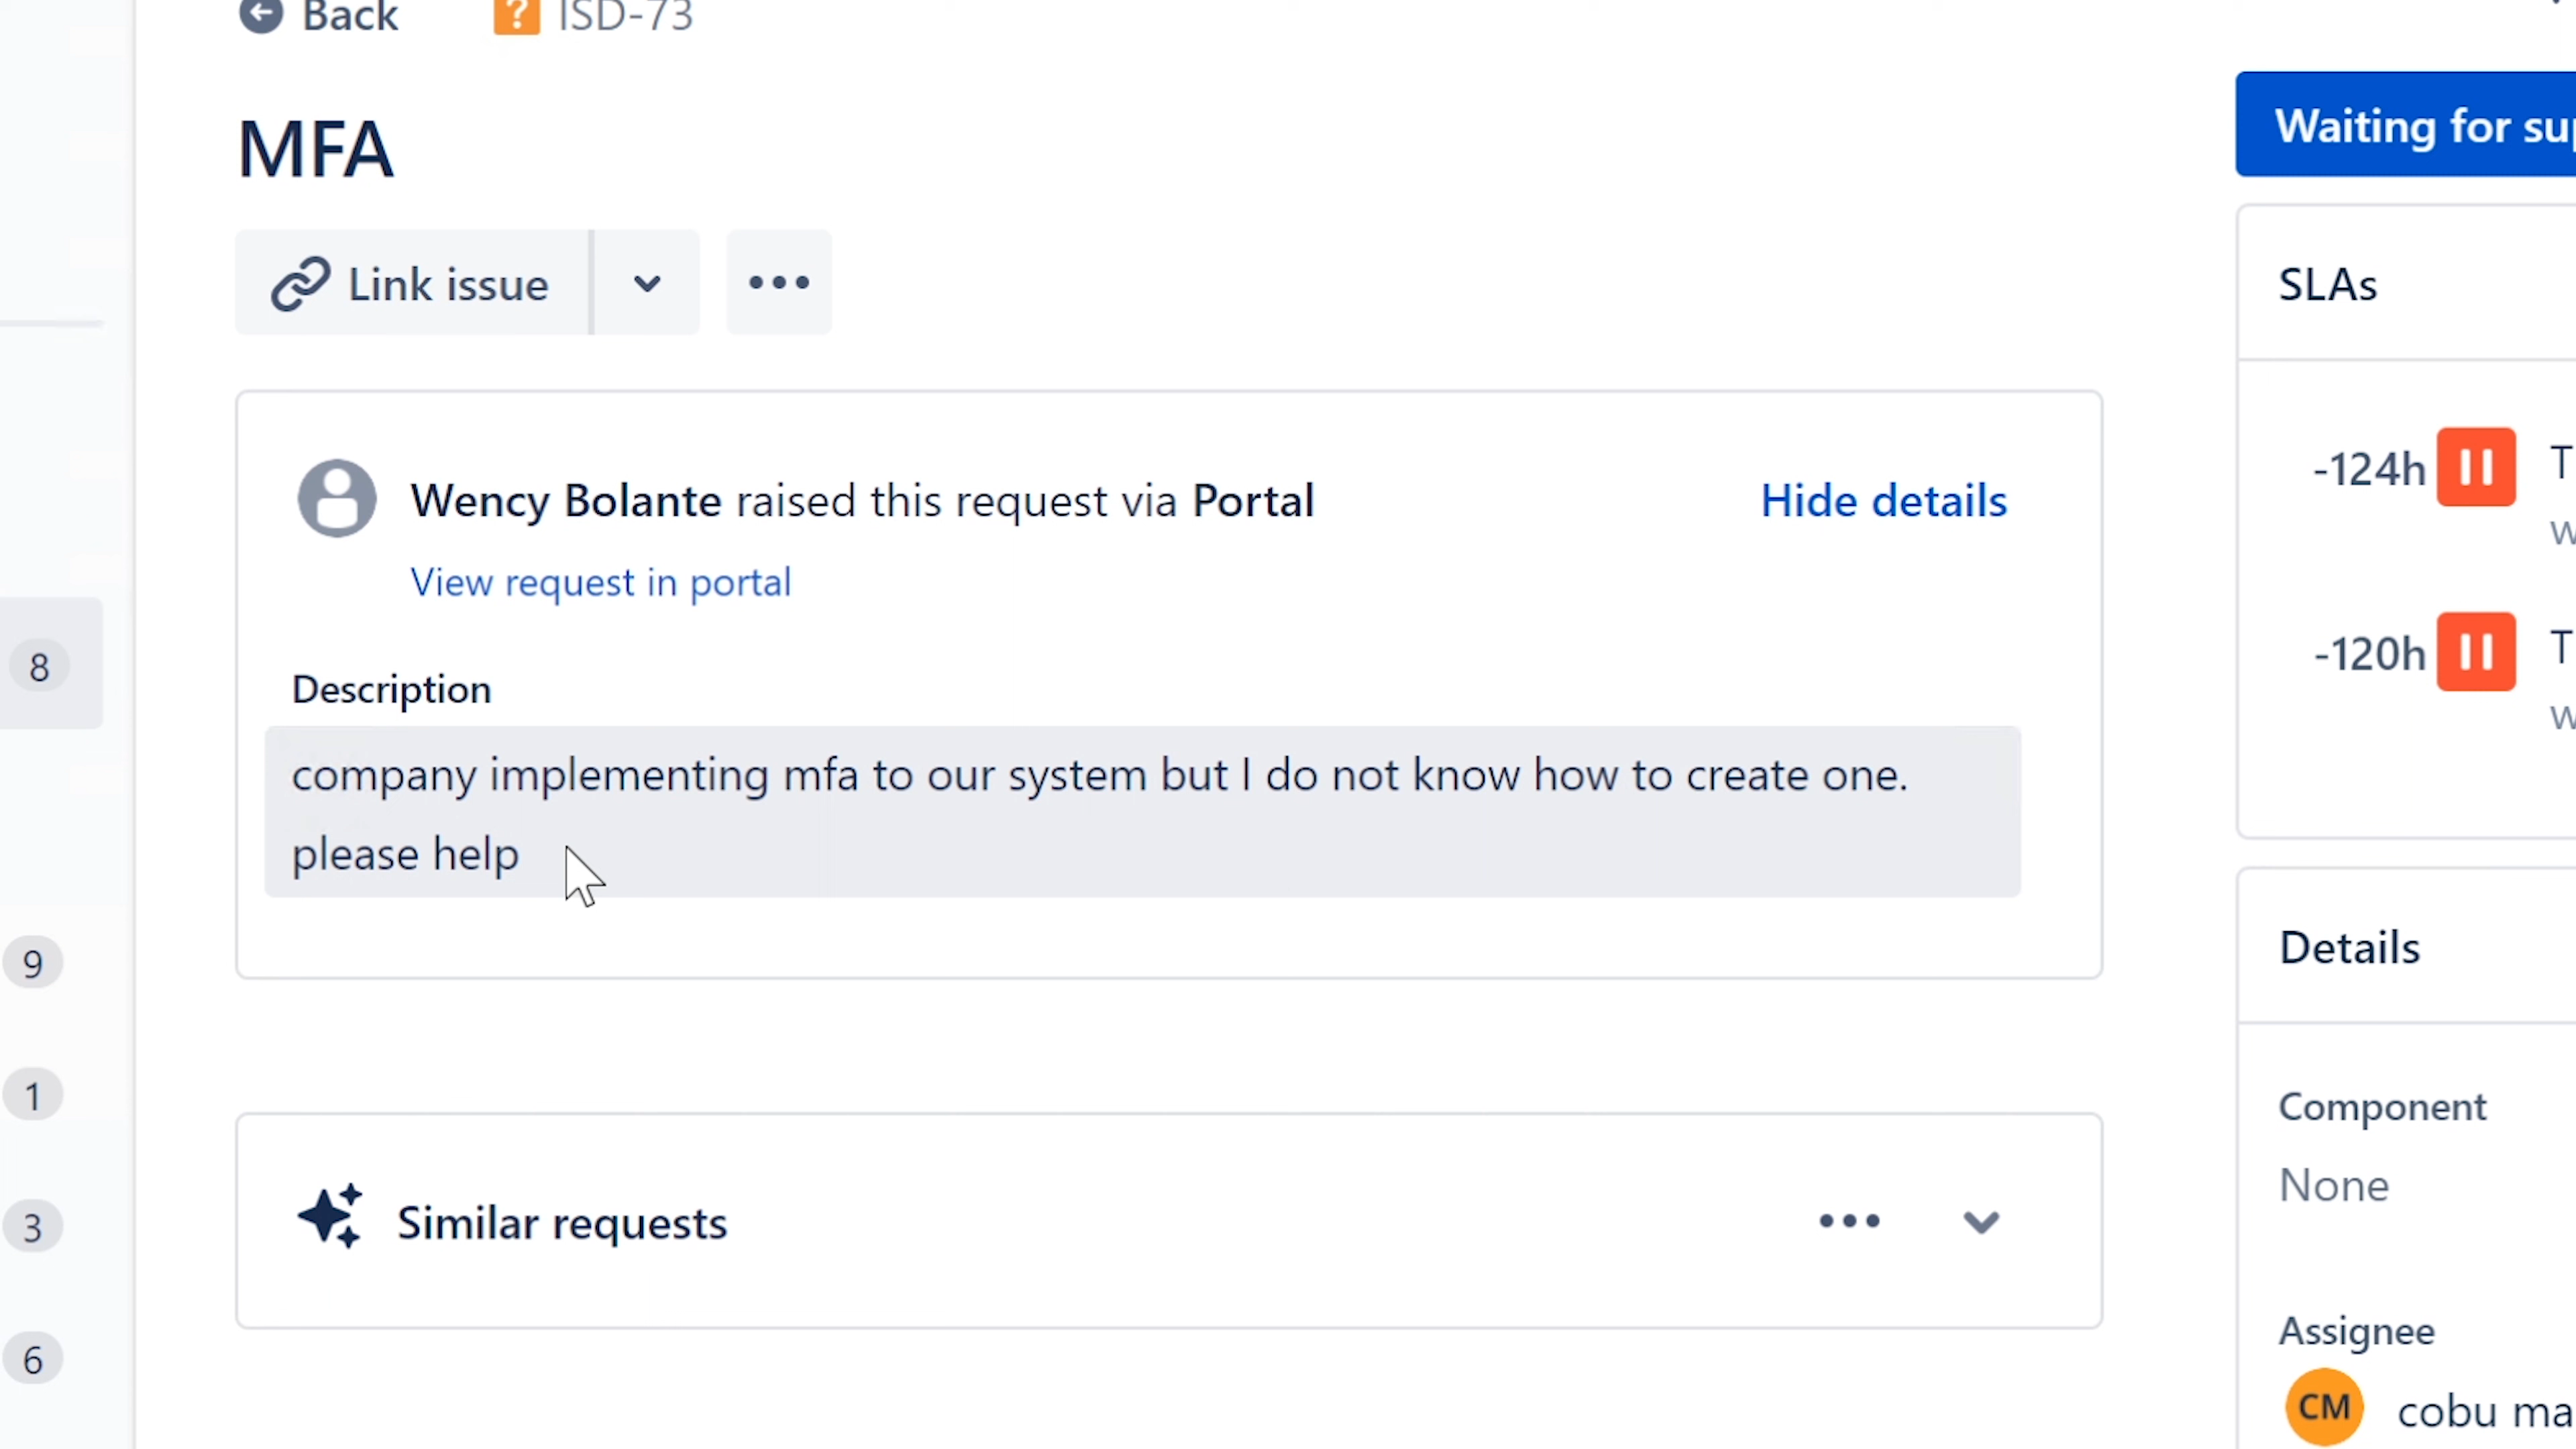 Back
ISD-73
MFA
Waiting for
Link issue
SLAs
-124h
Wency Bolante raised this request via Portal
Hide details
View request in portal
-120h
8
Description
company implementing mfa to our system but I do not know how to create one.
please help
9
Details
1
Component
None
3
Similar requests
Assignee
6
CM
cobu